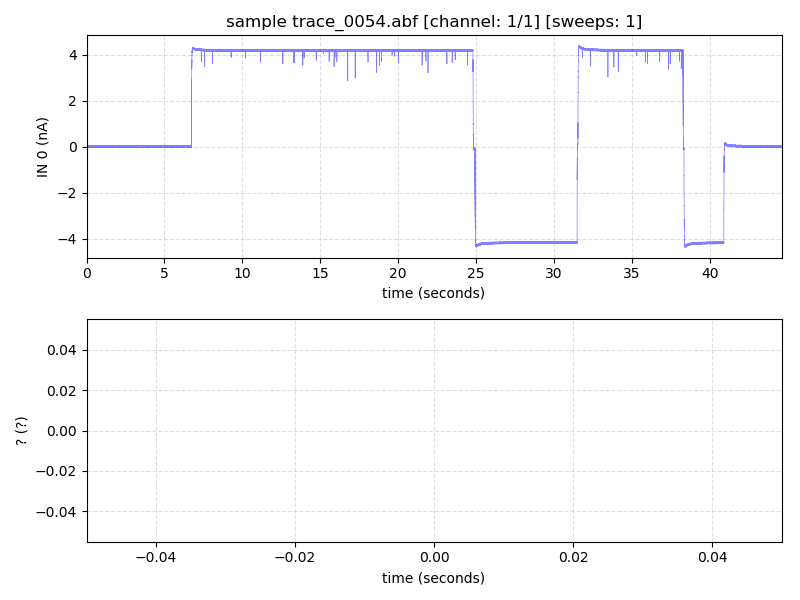 sample trace_0054.abf [channel: 1/1] [sweeps: 1]
IN 0 (nA)
4
2
0
−2
−4
0 5 10 15 20 25 30 35 40
time (seconds)
? (?)
0.04
0.02
0.00
−0.02
−0.04
−0.04 −0.02 0.00 0.02 0.04
time (seconds)